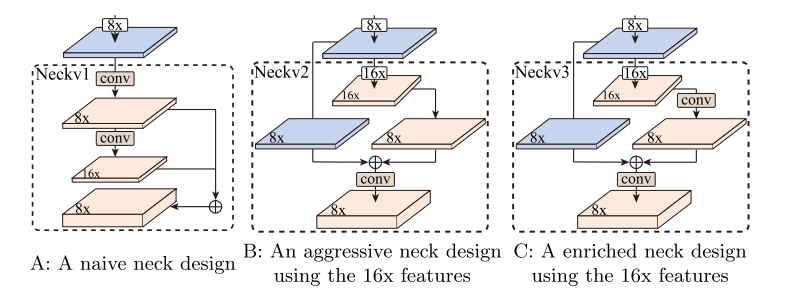 8x
Neckv1
conv
8x
conv
16x
8x
A: A naive neck design
8x
Neckv2
16x
16x
8x
8x
conv
8x
B: An aggressive neck design
using the 16x features
8x
Neckv3
16x
16x
conv
8x
8x
conv
8x
C: A enriched neck design
using the 16x features